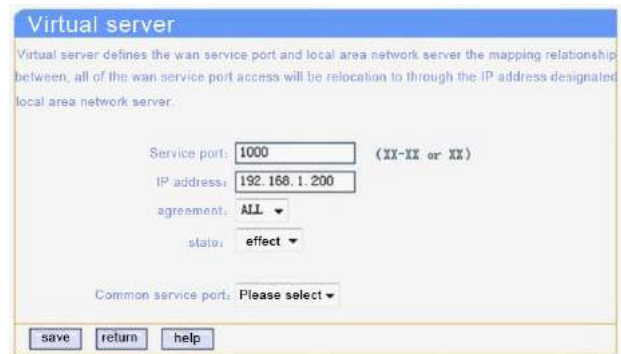 Virtual server
Virtual server defines the wan service port and local area network server the mapping relationship
between, all of the wan service port access will be relocation to through the IP address designated
local area network server.
Service port: 1000 (XX-XX or XX)
IP address: 192.168.1.200
agreement: ALL
state: effect
Common service port: Please select
save return help